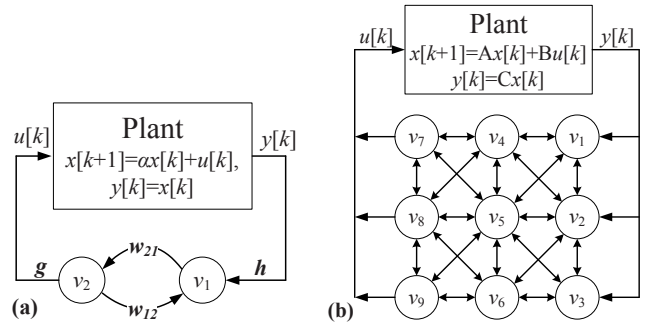 u[k]
Plant
x[k+1]=αx[k]+u[k],
y[k]=x[k]
y[k]
g
v2
w21
w12
v1
h
(a)
u[k]
Plant
x[k+1]=Ax[k]+Bu[k]
y[k]=Cx[k]
y[k]
v7 v4 v1
v8 v5 v2
v9 v6 v3
(b)